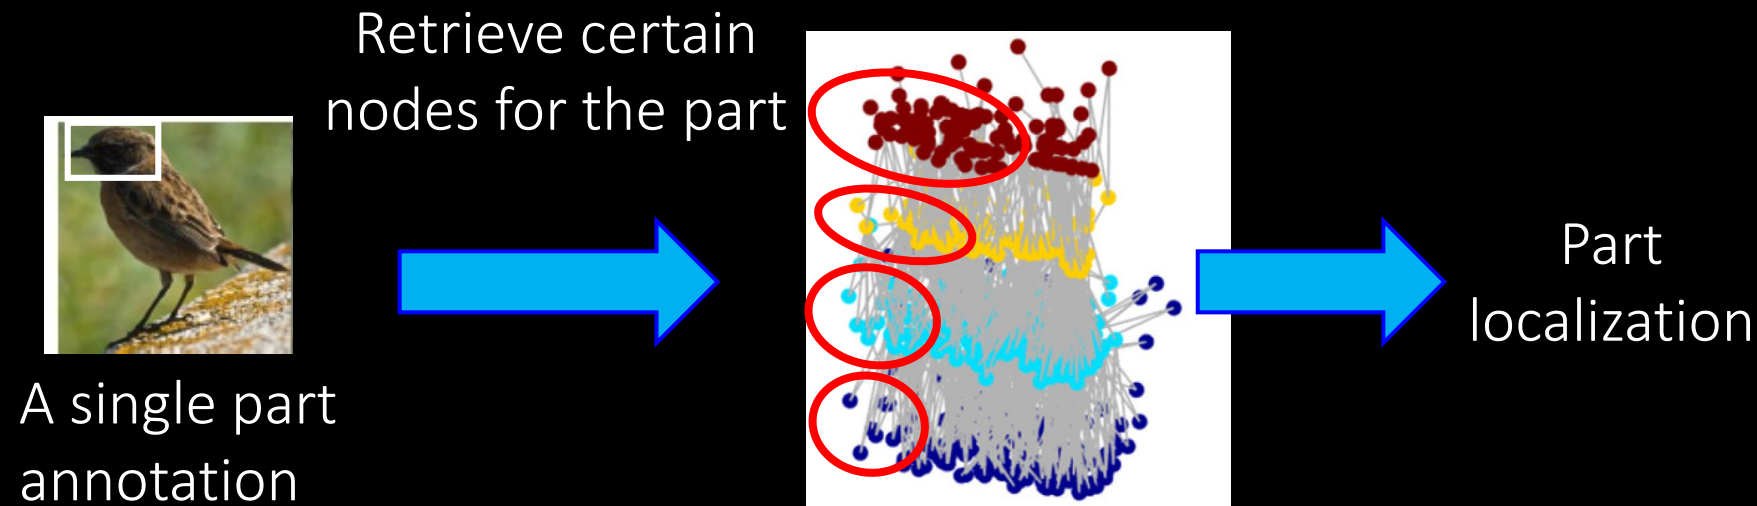 Retrieve certain
nodes for the part
A single part
annotation
Part
localization